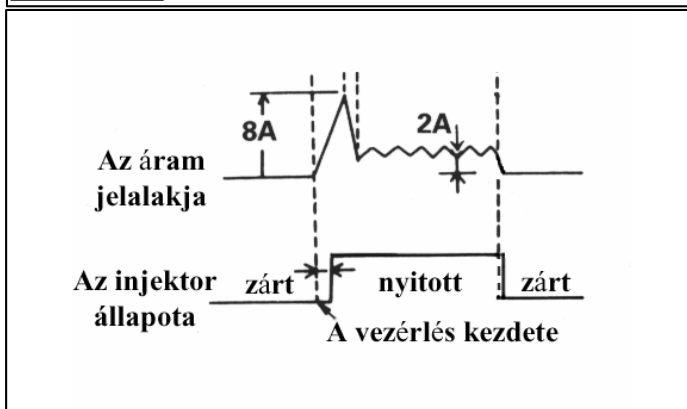 8A
2A
Az áram
jelalakja
Az injektor
állapota
zárt
nyitott
zárt
A vezérlés kezdete